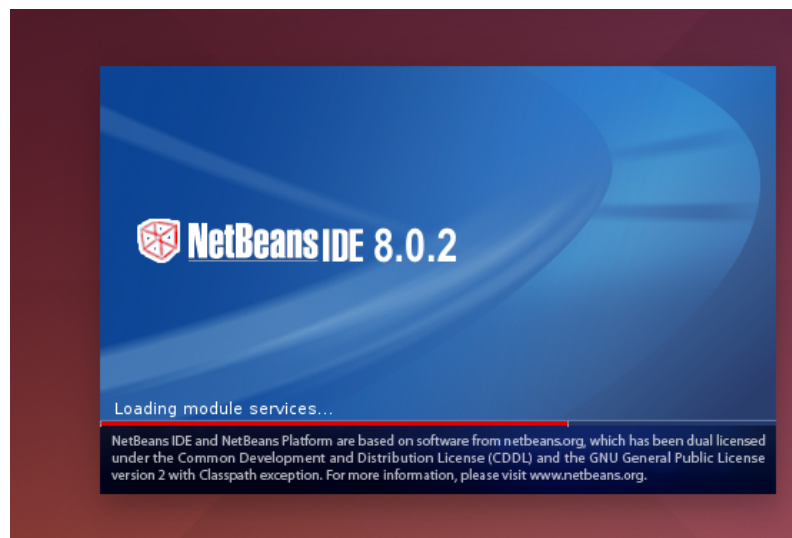 NetBeans IDE 8.0.2
Loading module services...
NetBeans IDE and NetBeans Platform are based on software from netbeans.org, which has been dual licensed
under the Common Development and Distribution License (CDDL) and the GNU General Public License
version 2 with Classpath exception. For more information, please visit www.netbeans.org.